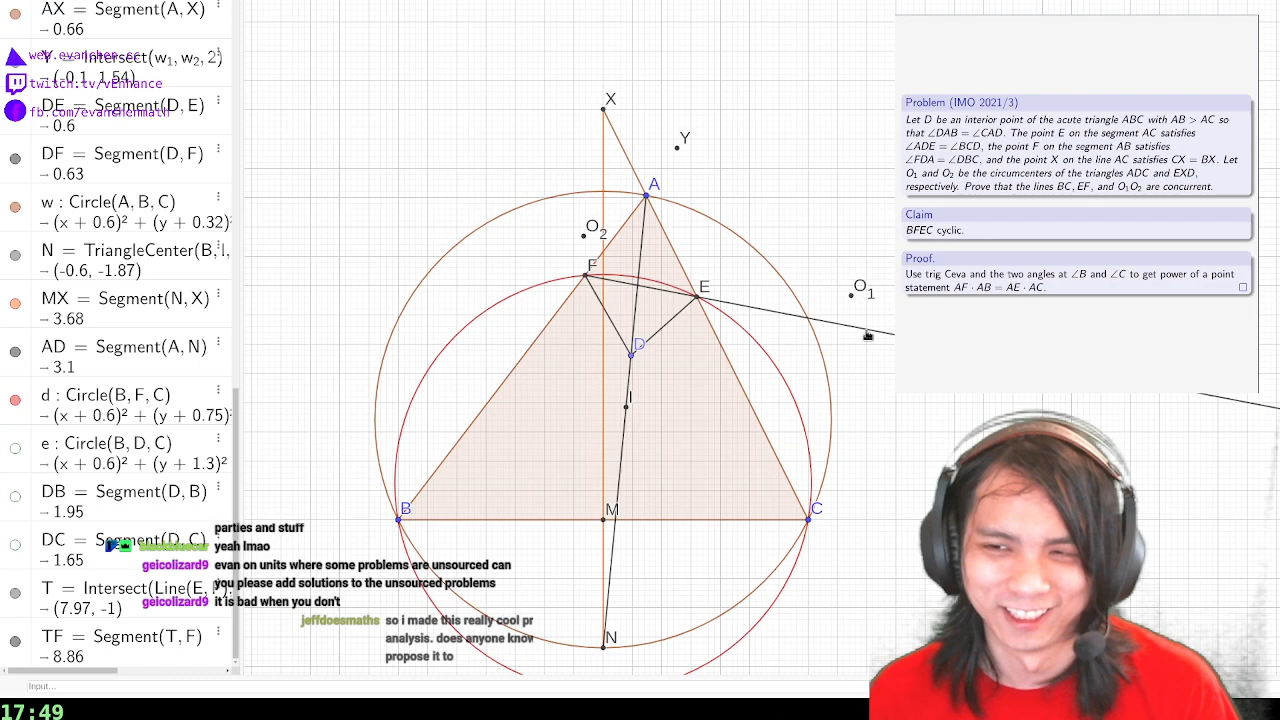 AX = Segment(A, X)
→ 0.66
Y = Intersect(w₁, w₂, 2)
→ (-0.1, 1.54)
web.evanchen.cc
twitch.tv/vEnhance
fb.com/evanchenmath
DE = Segment(D, E)
→ 0.6
DF = Segment(D, F)
→ 0.63
w : Circle(A, B, C)
→ (x + 0.6)² + (y + 0.32)²
N = TriangleCenter(B, I,
→ (-0.6, -1.87)
MX = Segment(N, X)
→ 3.68
AD = Segment(A, N)
→ 3.1
d : Circle(B, F, C)
→ (x + 0.6)² + (y + 0.75)²
e : Circle(B, D, C)
→ (x + 0.6)² + (y + 1.3)²
DB = Segment(D, B)
→ 1.95
DC = Segment(D, C)
→ 1.65
T = Intersect(Line(E,
→ (7.97, -1)
TF = Segment(T, F)
→ 8.86
Input...
17:49
parties and stuff
yeah lmao
geicolizard9 evan on units where some problems are unsourced can
you please add solutions to the unsourced problems
geicolizard9 it is bad when you don't
jeffdoesmaths so i made this really cool pr
analysis. does anyone know
propose it to
X
Y
A
O₂
F
E
O₁
D
I
B
M
C
N
Problem (IMO 2021/3)
Let D be an interior point of the acute triangle ABC with AB > AC so
that ∠DAB = ∠CAD. The point E on the segment AC satisfies
∠ADE = ∠BCD, the point F on the segment AB satisfies
∠FDA = ∠DBC, and the point X on the line AC satisfies CX = BX. Let
O₁ and O₂ be the circumcenters of the triangles ADC and EXD,
respectively. Prove that the lines BC, EF, and O₁O₂ are concurrent.
Claim
BFEC cyclic.
Proof.
Use trig Ceva and the two angles at ∠B and ∠C to get power of a point
statement AF · AB = AE · AC.